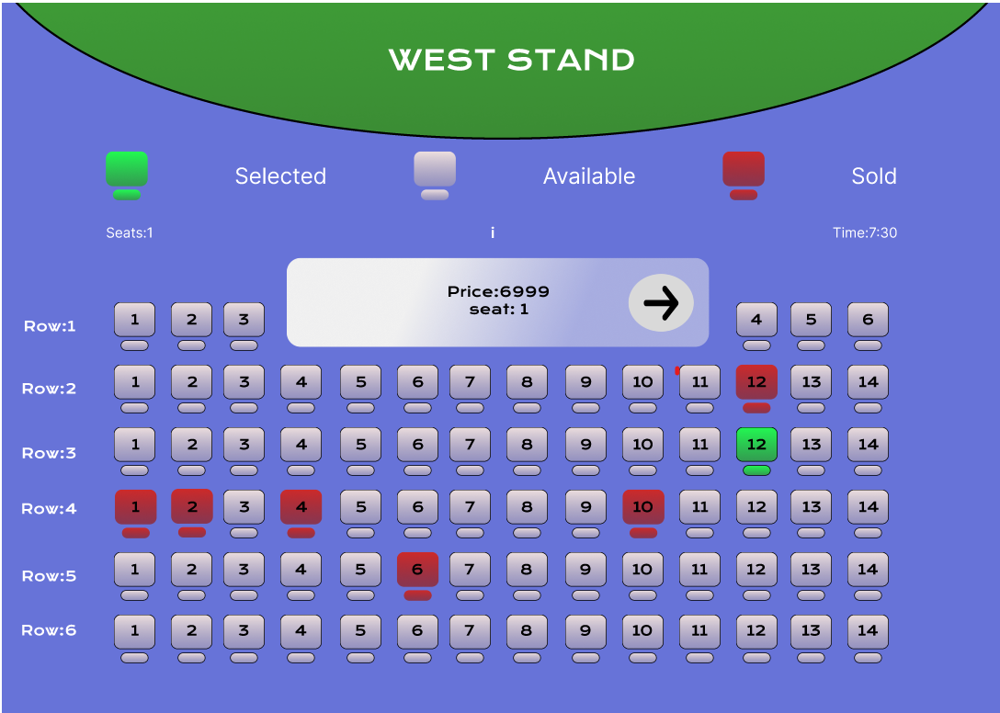 WEST STAND
Selected Available Sold
Seats:1 i Time:7:30
Price:6999
seat: 1
Row:1 1 2 3 4 5 6
Row:2 1 2 3 4 5 6 7 8 9 10 11 12 13 14
Row:3 1 2 3 4 5 6 7 8 9 10 11 12 13 14
Row:4 1 2 3 4 5 6 7 8 9 10 11 12 13 14
Row:5 1 2 3 4 5 6 7 8 9 10 11 12 13 14
Row:6 1 2 3 4 5 6 7 8 9 10 11 12 13 14